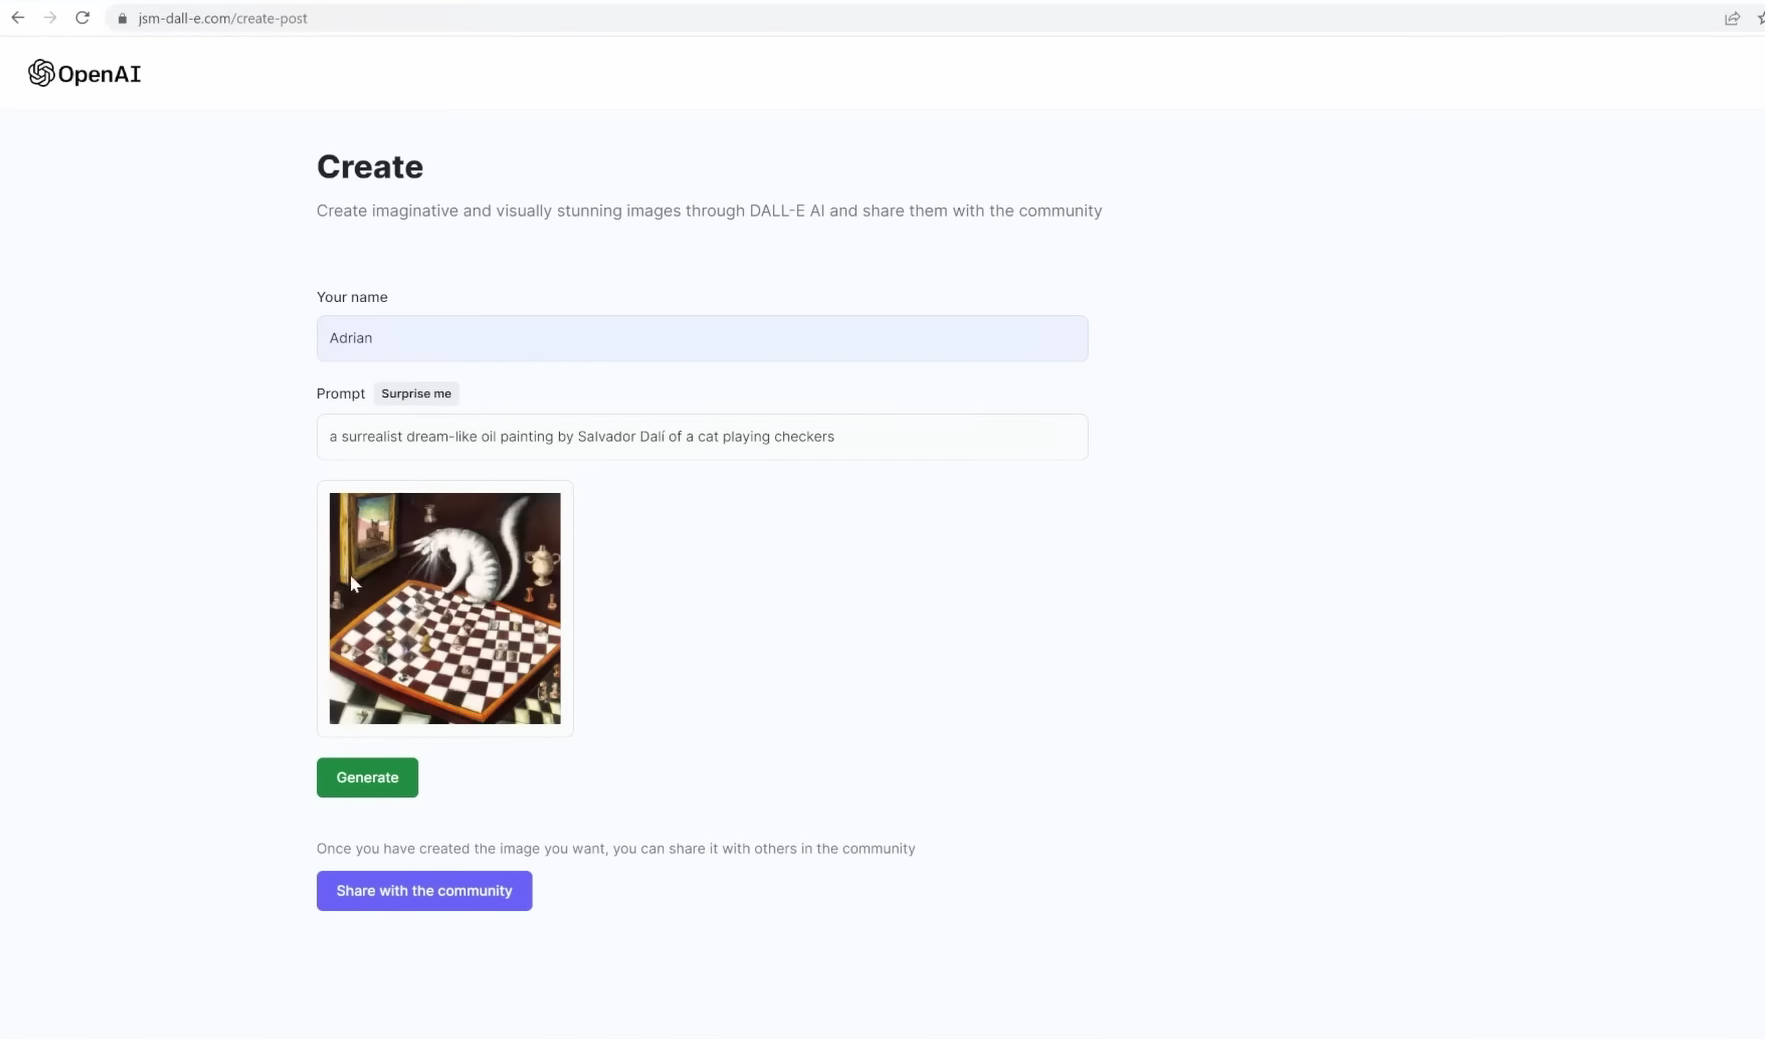 jsm-dall-e.com/create-post
OpenAI
Create
Create imaginative and visually stunning images through DALL-E AI and share them with the community
Your name
Adrian
Prompt Surprise me
a surrealist dream-like oil painting by Salvador Dalí of a cat playing checkers
Generate
Once you have created the image you want, you can share it with others in the community
Share with the community